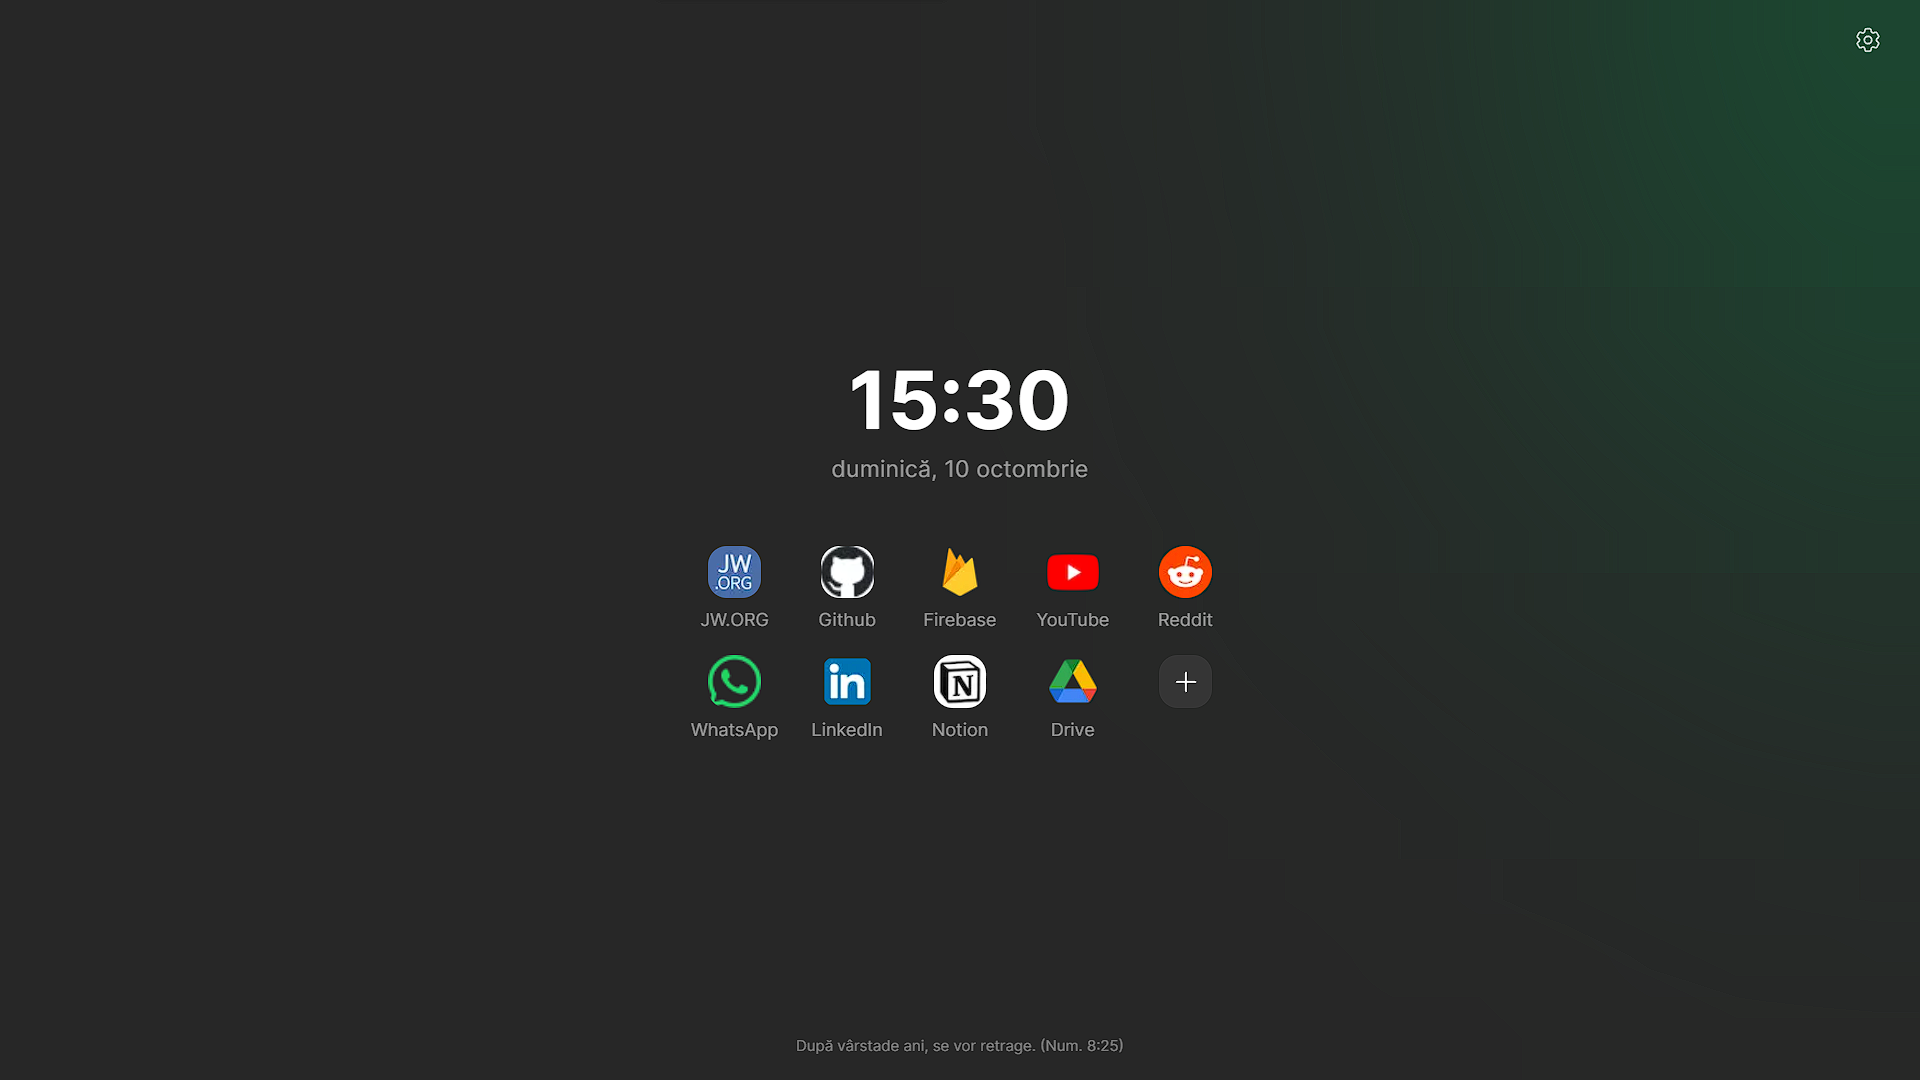 15:30
duminică, 10 octombrie
JW
.ORG
JW.ORG
Github
Firebase
YouTube
Reddit
in
N
WhatsApp
LinkedIn
Notion
Drive
După vârstade ani, se vor retrage. (Num. 8:25)